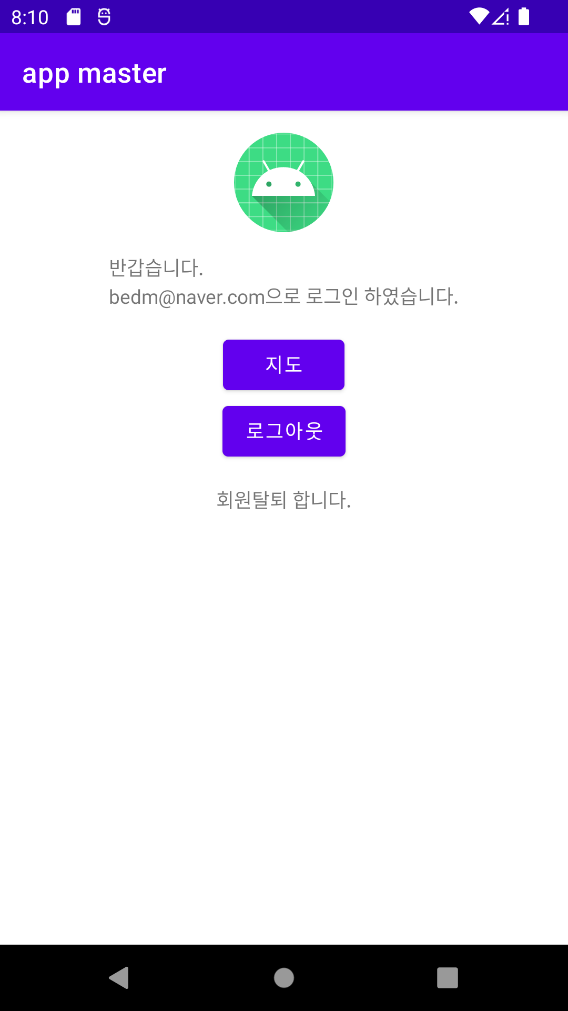 8:10
app master
반갑습니다.
bedm@naver.com으로 로그인 하였습니다.
지도
로그아웃
회원탈퇴 합니다.